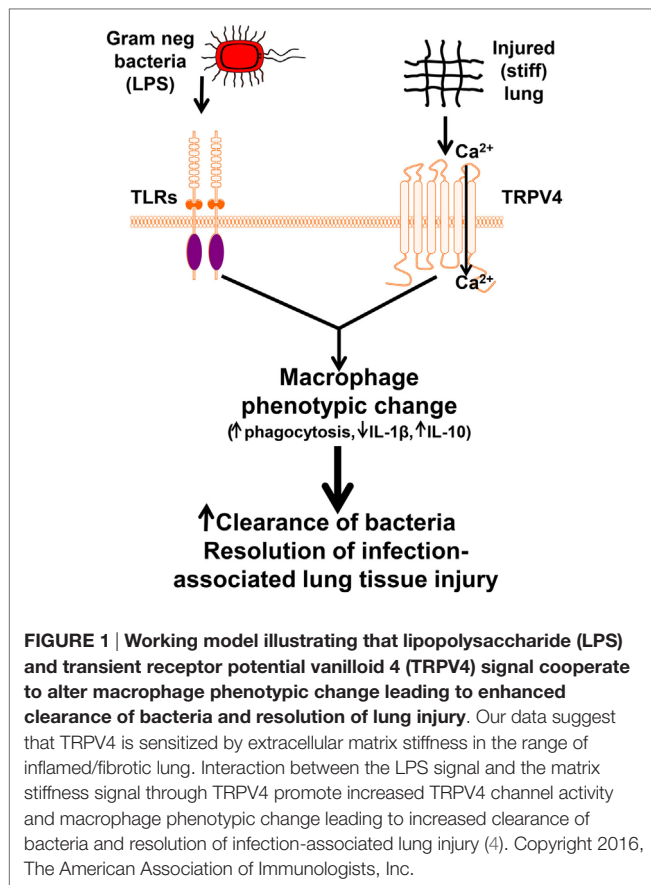 Gram neg
bacteria
(LPS)
Injured
(stiff)
lung
Ca²⁺
TLRs
TRPV4
Ca²⁺
Macrophage
phenotypic change
(↑phagocytosis,↓IL-1β,↑IL-10)
↑Clearance of bacteria
Resolution of infection-
associated lung tissue injury
FIGURE 1 | Working model illustrating that lipopolysaccharide (LPS)
and transient receptor potential vanilloid 4 (TRPV4) signal cooperate
to alter macrophage phenotypic change leading to enhanced
clearance of bacteria and resolution of lung injury. Our data suggest
that TRPV4 is sensitized by extracellular matrix stiffness in the range of
inflamed/fibrotic lung. Interaction between the LPS signal and the matrix
stiffness signal through TRPV4 promote increased TRPV4 channel activity
and macrophage phenotypic change leading to increased clearance of
bacteria and resolution of infection-associated lung injury (4). Copyright 2016,
The American Association of Immunologists, Inc.